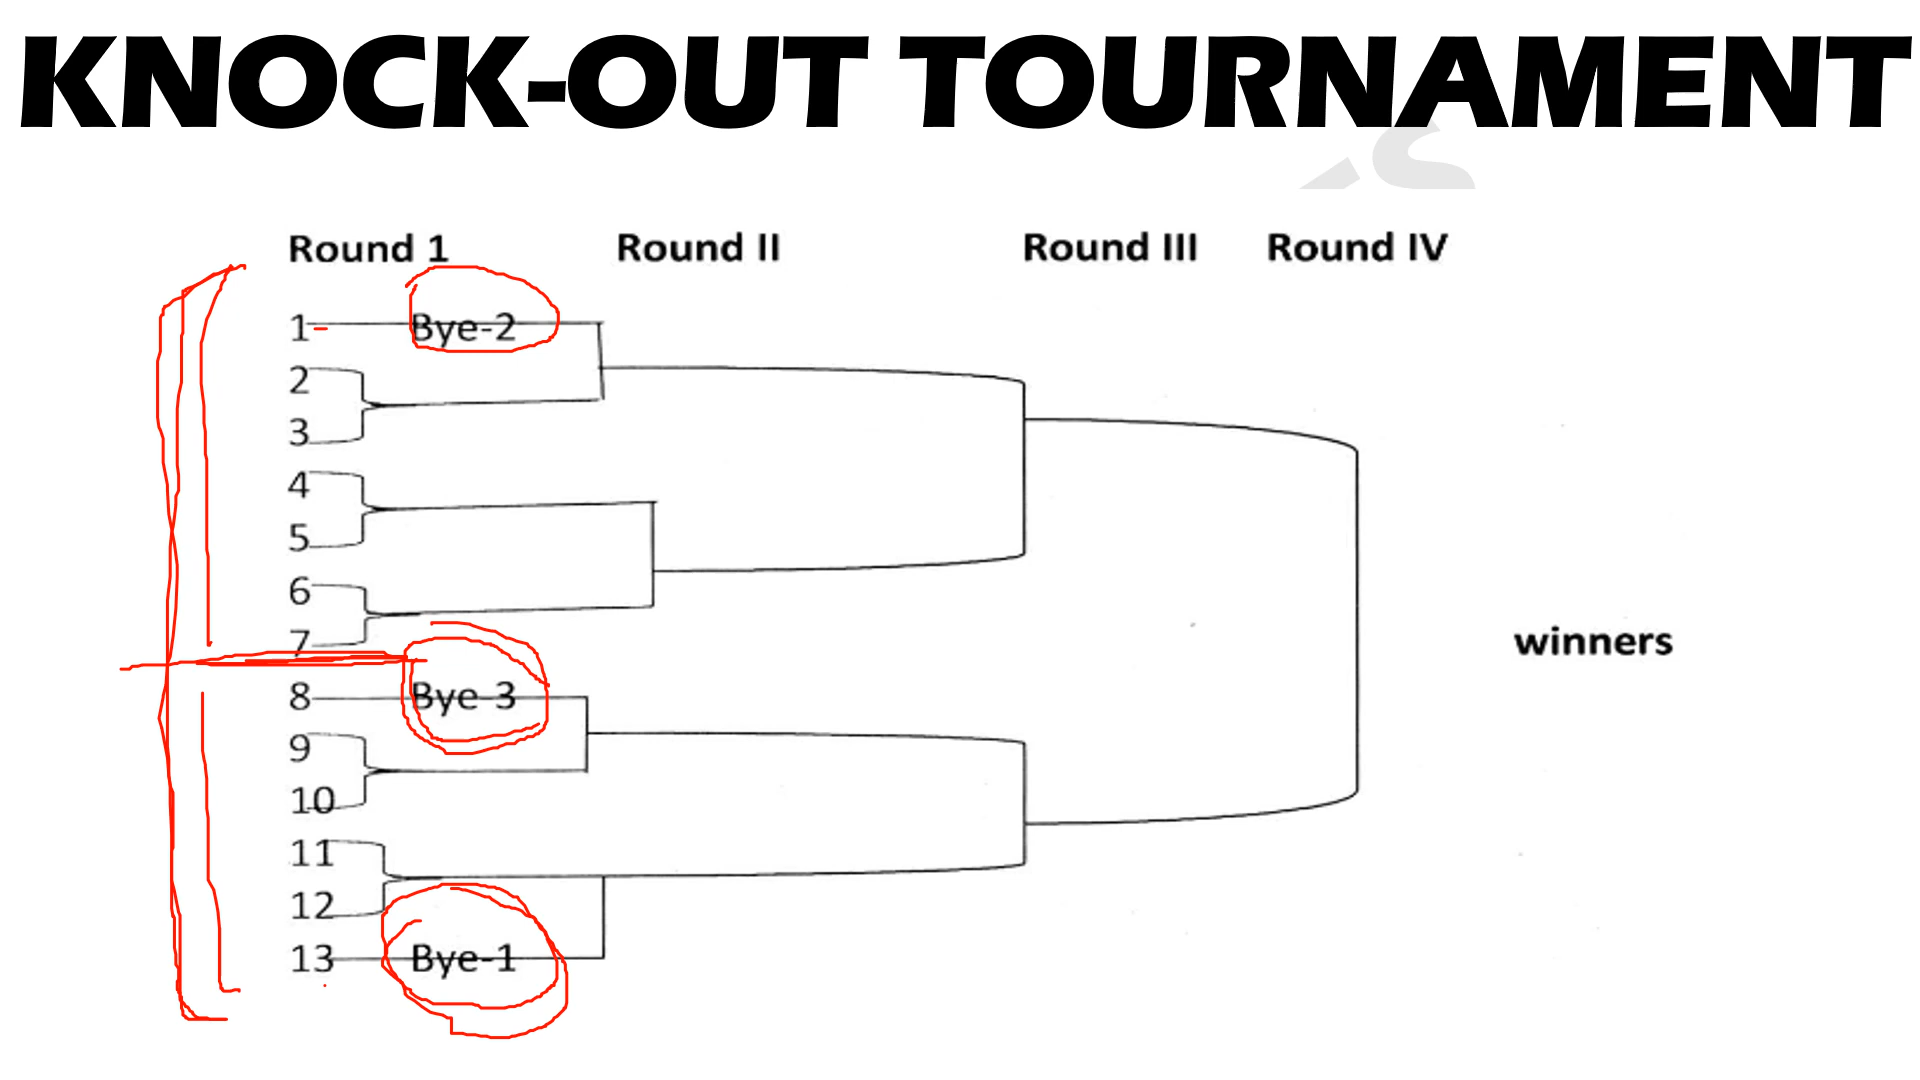 KNOCK-OUT TOURNAMENT
Round 1 Round II Round III Round IV
1 Bye-2
2
3
4
5
6
7
8 Bye-3
9
10
11
12
13 Bye-1
winners